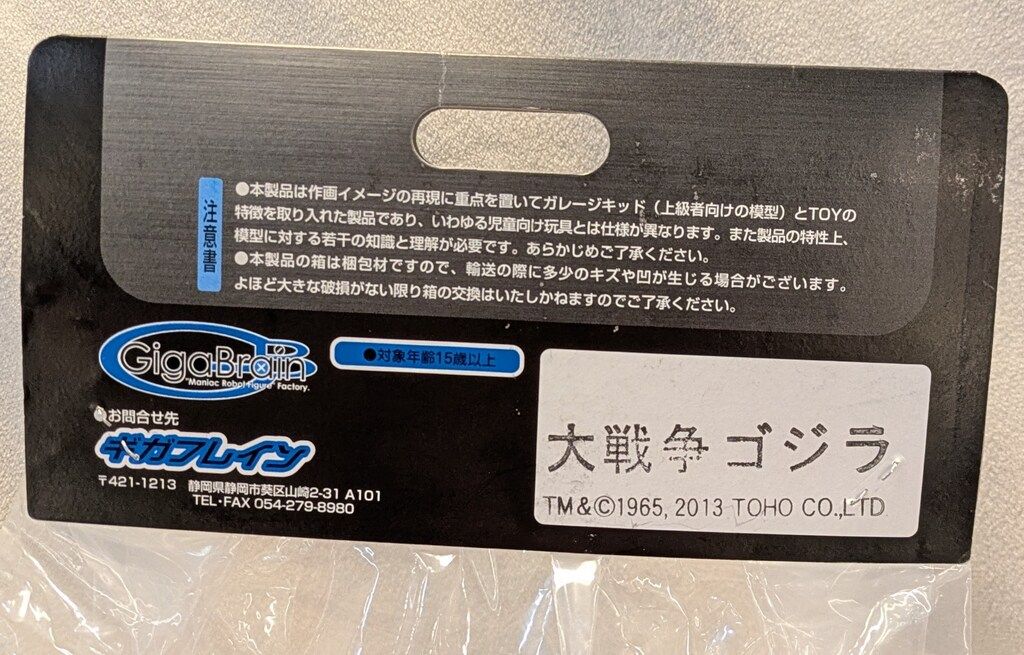 注意書
●本製品は作画イメージの再現に重点を置いてガレージキッド（上級者向けの模型）とTOYの
特徴を取り入れた製品であり、いわゆる児童向け玩具とは仕様が異なります。また製品の特性上、
模型に対する若干の知識と理解が必要です。あらかじめご了承ください。
●本製品の箱は梱包材ですので、輸送の際に多少のキズや凹が生じる場合がございます。
よほど大きな破損がない限り箱の交換はいたしかねますのでご了承ください。
GigaBrain
"Maniac Robot Figure" Factory.
●対象年齢15歳以上
お問合せ先
ギガブレイン
〒421-1213 静岡県静岡市葵区山崎2-31 A101
TEL・FAX 054-279-8980
大戦争ゴジラ
TM&©1965, 2013 TOHO CO.,LTD